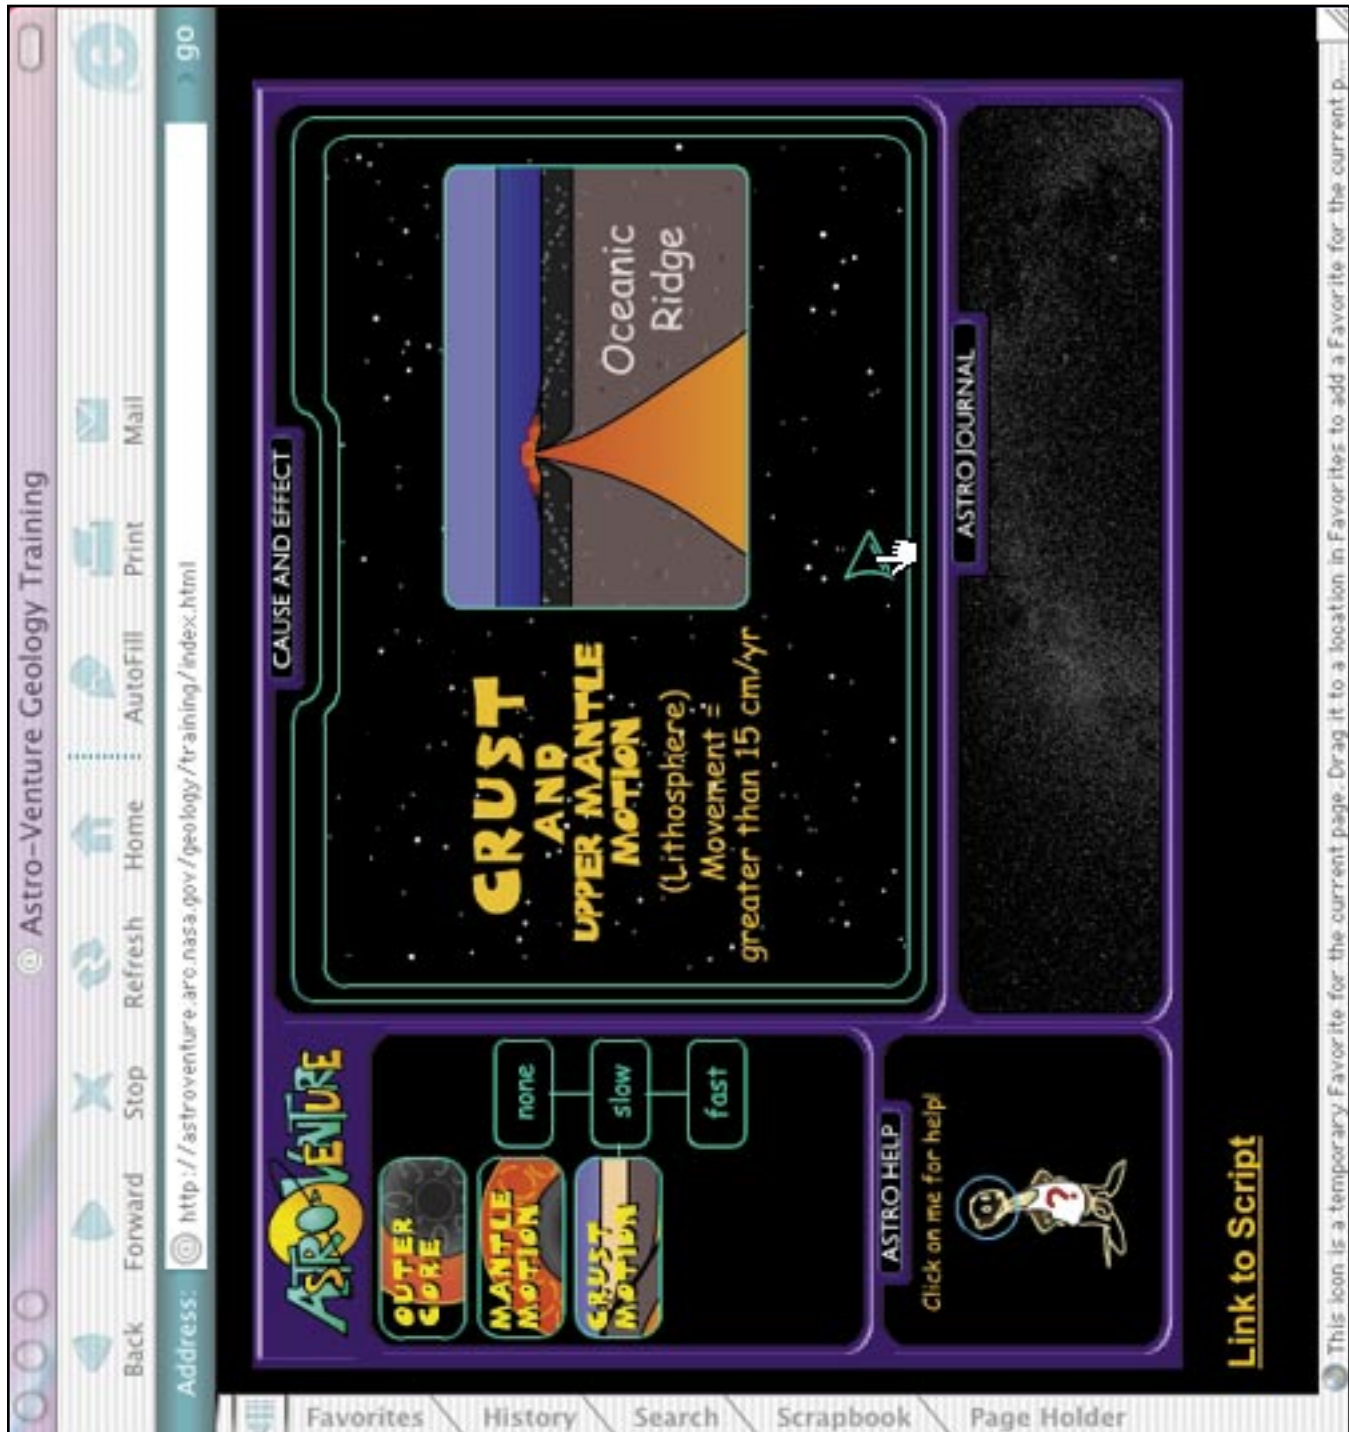 @ Astro-Venture Geology Training
Back Forward Stop Refresh Home AutoFill Print Mail
Address: @ http://astroventure.arc.nasa.gov/geology/training/index.html go
Favorites
History
Search
Scrapbook
Page Holder
ASTRO-VENTURE
OUTER
CORE
MANTLE
MOTION
CRUST
MOTION
none
slow
fast
ASTRO HELP
Click on me for help!
?
CAUSE AND EFFECT
CRUST
AND
UPPER MANTLE
MOTION
(Lithosphere)
Movement =
greater than 15 cm/yr
Oceanic
Ridge
ASTRO JOURNAL
Link to Script
This icon is a temporary Favorite for the current page. Drag it to a location in Favorites to add a Favorite for the current p...